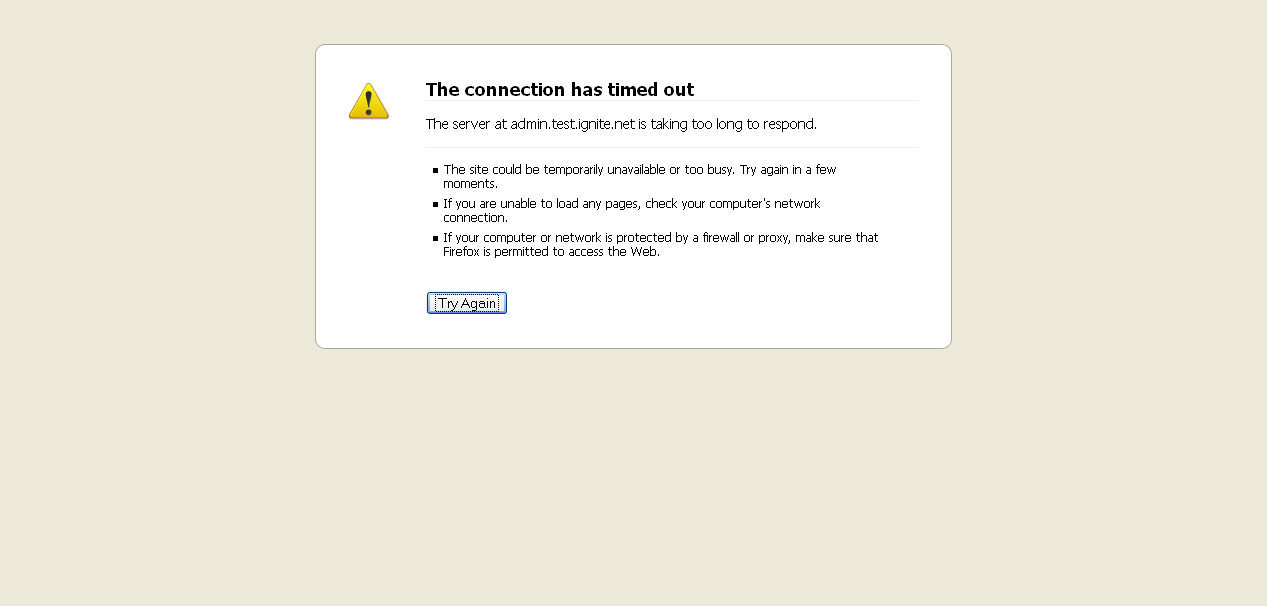 The connection has timed out
The server at admin.test.ignite.net is taking too long to respond.
The site could be temporarily unavailable or too busy. Try again in a few
moments.
If you are unable to load any pages, check your computer's network
connection.
If your computer or network is protected by a firewall or proxy, make sure that
Firefox is permitted to access the Web.
Try Again